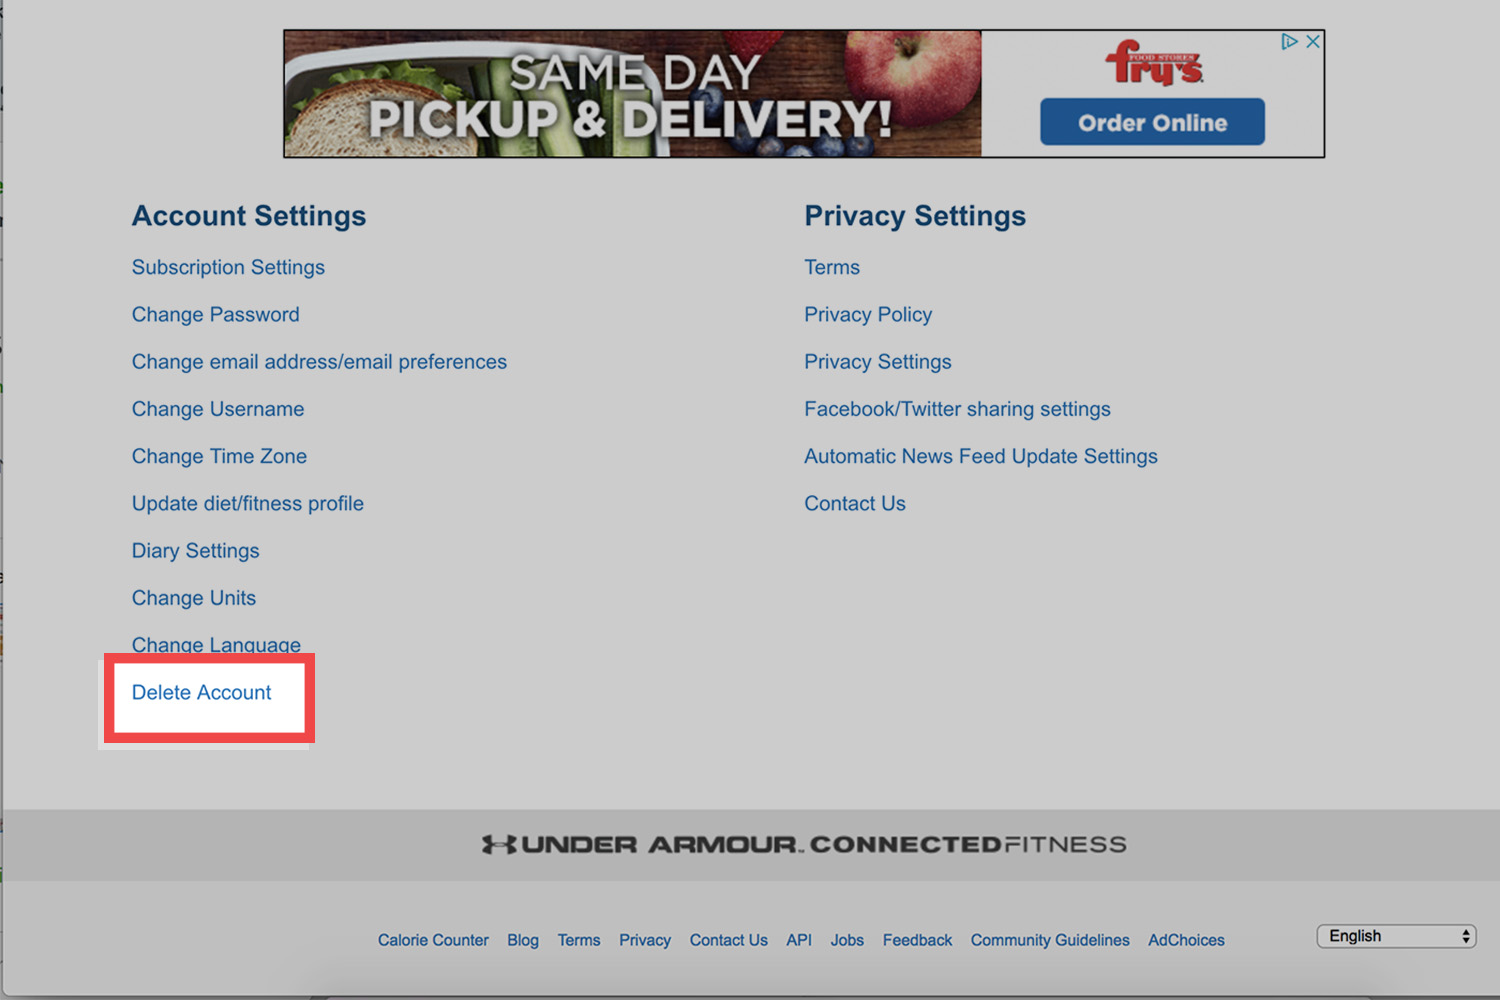 SAME DAY
PICKUP & DELIVERY!
FOOD STORES
fry's
Order Online
Account Settings
Subscription Settings
Change Password
Change email address/email preferences
Change Username
Change Time Zone
Update diet/fitness profile
Diary Settings
Change Units
Change Language
Delete Account
Privacy Settings
Terms
Privacy Policy
Privacy Settings
Facebook/Twitter sharing settings
Automatic News Feed Update Settings
Contact Us
UNDER ARMOUR™ CONNECTEDFITNESS
Calorie Counter Blog Terms Privacy Contact Us API Jobs Feedback Community Guidelines AdChoices
English